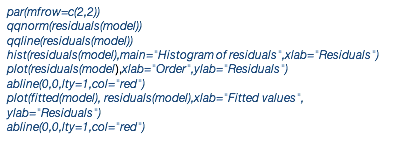 par(mfrow=c(2,2))
qqnorm(residuals(model))
qqline(residuals(model))
hist(residuals(model),main="Histogram of residuals",xlab="Residuals")
plot(residuals(model),xlab="Order",ylab="Residuals")
abline(0,0,lty=1,col="red")
plot(fitted(model), residuals(model),xlab="Fitted values",
ylab="Residuals")
abline(0,0,lty=1,col="red")